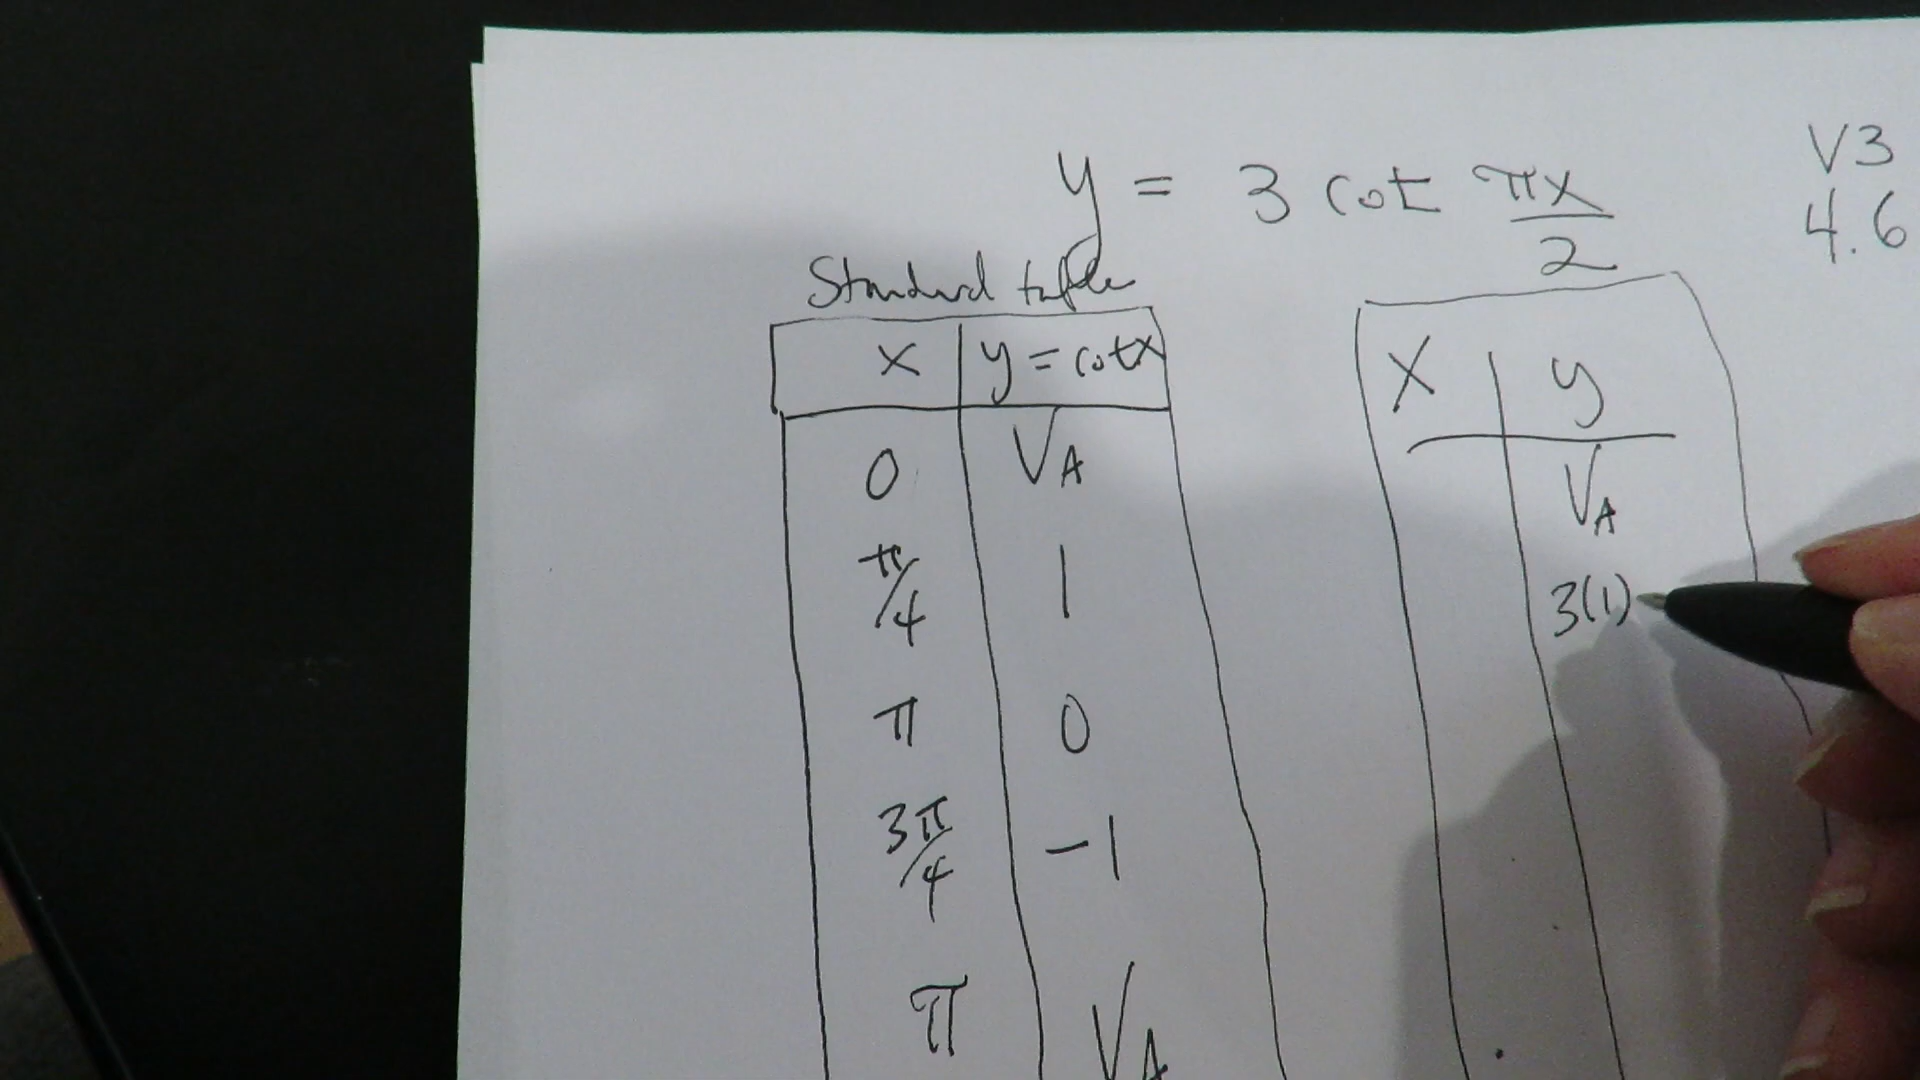 y = 3 cot πx/2
V3
4.6
Standard table
x | y = cotx
0 | VA
π/4 | 1
π | 0
3π/4 | -1
π | VA
x | y
VA
3(1)